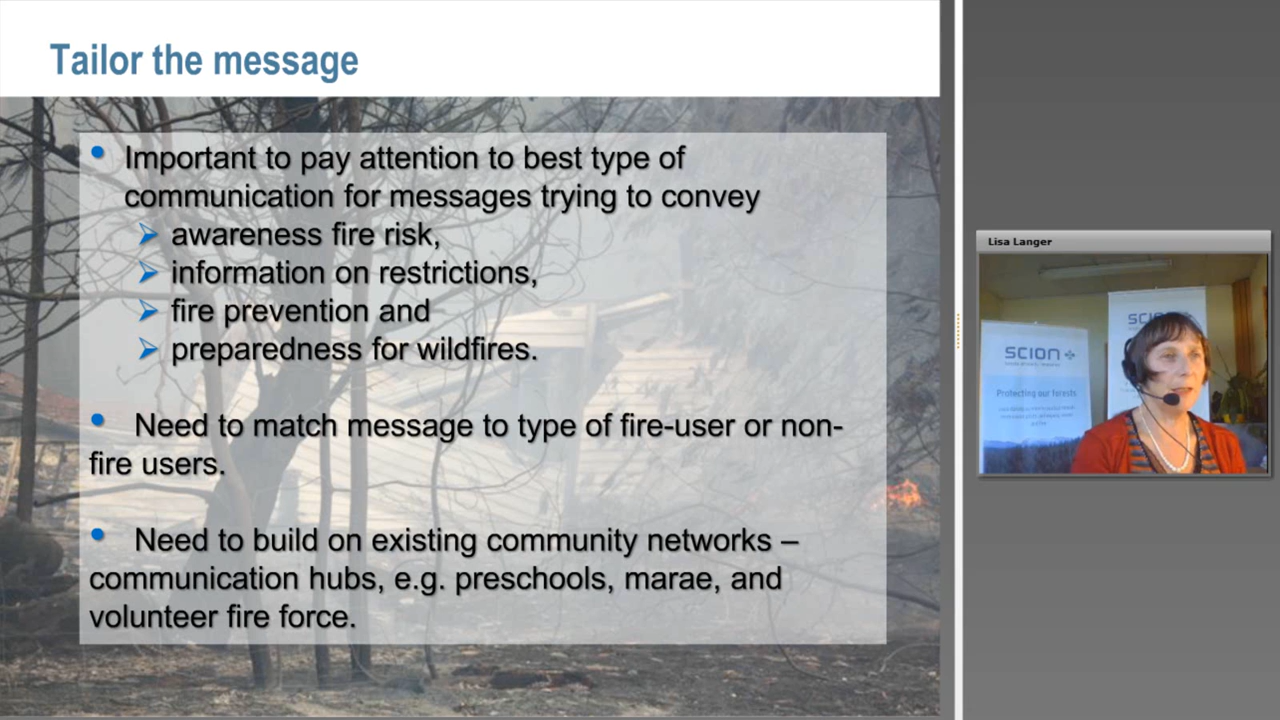 Tailor the message
Important to pay attention to best type of
communication for messages trying to convey
awareness fire risk,
information on restrictions,
fire prevention and
preparedness for wildfires.
Need to match message to type of fire-user or non-
fire users.
Need to build on existing community networks –
communication hubs, e.g. preschools, marae, and
volunteer fire force.
Lisa Langer
SCION
Protecting our forests